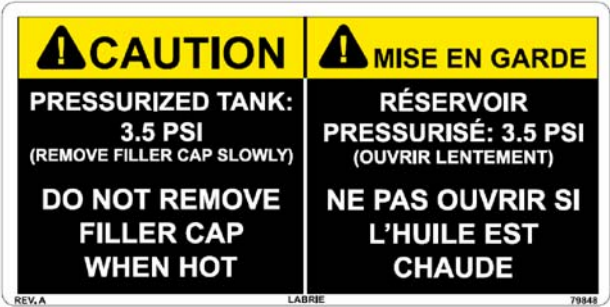 CAUTION
PRESSURIZED TANK:
3.5 PSI
(REMOVE FILLER CAP SLOWLY)
DO NOT REMOVE
FILLER CAP
WHEN HOT
MISE EN GARDE
RÉSERVOIR
PRESSURISÉ: 3.5 PSI
(OUVRIR LENTEMENT)
NE PAS OUVRIR SI
L'HUILE EST
CHAUDE
REV. A
LABRIE
79848